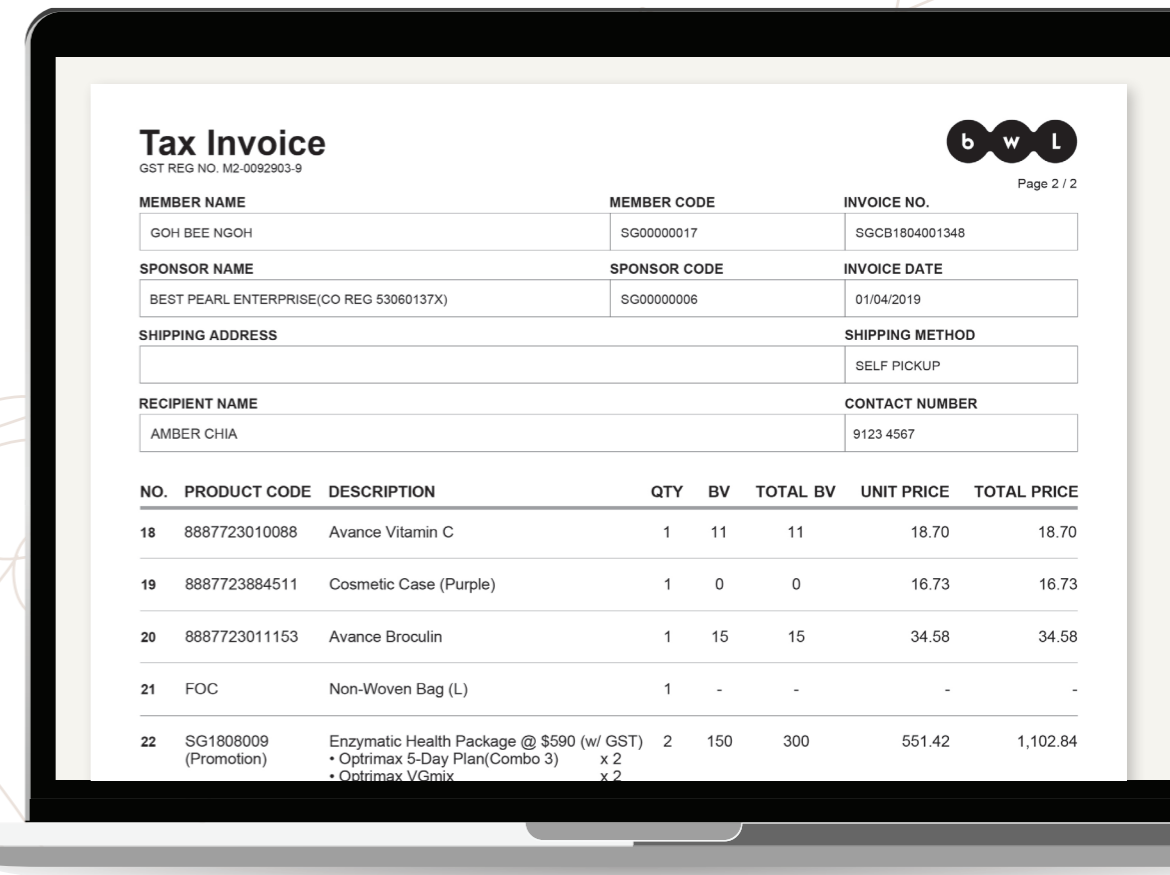 Tax Invoice
GST REG NO. M2-0092903-9
b w L
Page 2 / 2
MEMBER NAME MEMBER CODE INVOICE NO.
GOH BEE NGOH SG00000017 SGCB1804001348
SPONSOR NAME SPONSOR CODE INVOICE DATE
BEST PEARL ENTERPRISE(CO REG 53060137X) SG00000006 01/04/2019
SHIPPING ADDRESS SHIPPING METHOD
SELF PICKUP
RECIPIENT NAME CONTACT NUMBER
AMBER CHIA 9123 4567
NO. PRODUCT CODE DESCRIPTION QTY BV TOTAL BV UNIT PRICE TOTAL PRICE
18 8887723010088 Avance Vitamin C 1 11 11 18.70 18.70
19 8887723884511 Cosmetic Case (Purple) 1 0 0 16.73 16.73
20 8887723011153 Avance Broculin 1 15 15 34.58 34.58
21 FOC Non-Woven Bag (L) 1 - - - -
22 SG1808009 Enzymatic Health Package @ $590 (w/ GST) 2 150 300 551.42 1,102.84
(Promotion) • Optrimax 5-Day Plan(Combo 3) x 2
• Optrimax VGmix x 2